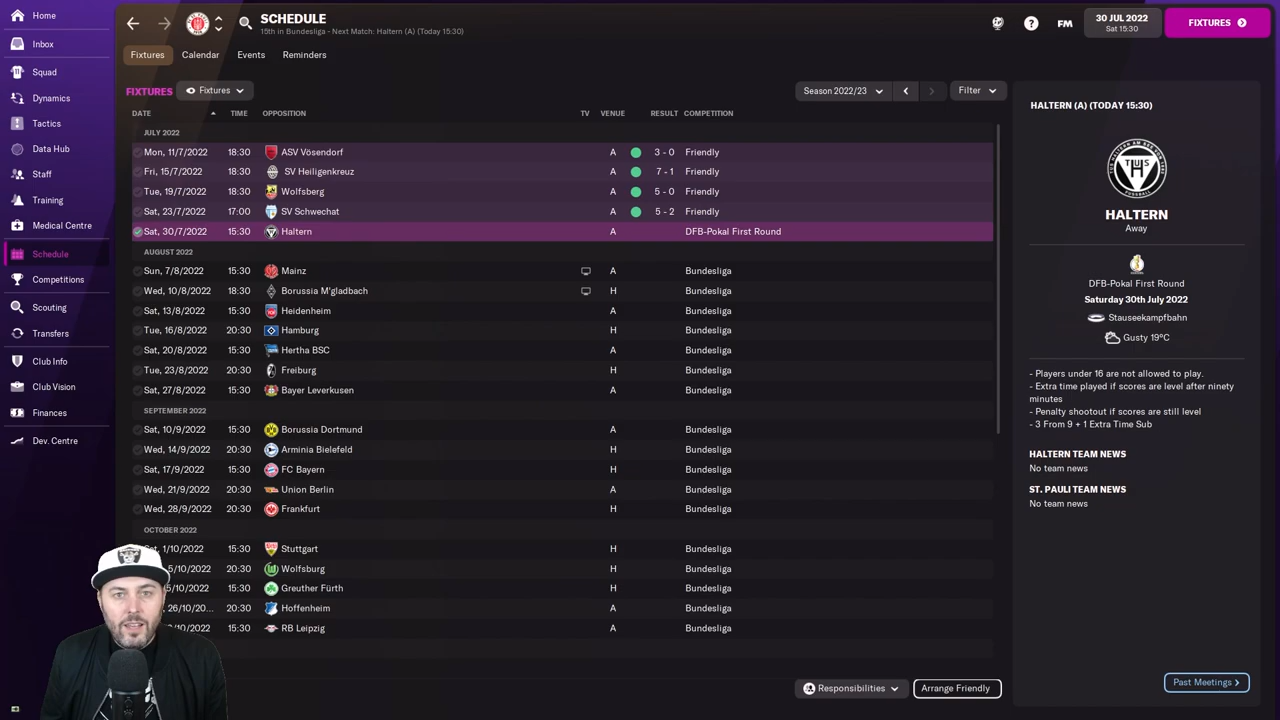 Home
Inbox
Squad
Dynamics
Tactics
Data Hub
Staff
Training
Medical Centre
Schedule
Competitions
Scouting
Transfers
Club Info
Club Vision
Finances
Dev. Centre
SCHEDULE
15th in Bundesliga - Next Match: Haltern (A) (Today 15:30)
? FM 30 JUL 2022 Sat 15:30 FIXTURES
Fixtures Calendar Events Reminders
FIXTURES Fixtures Season 2022/23 Filter
DATE TIME OPPOSITION TV VENUE RESULT COMPETITION
JULY 2022
Mon, 11/7/2022 18:30 ASV Vösendorf A 3 - 0 Friendly
Fri, 15/7/2022 18:30 SV Heiligenkreuz A 7 - 1 Friendly
Tue, 19/7/2022 18:30 Wolfsberg A 5 - 0 Friendly
Sat, 23/7/2022 17:00 SV Schwechat A 5 - 2 Friendly
Sat, 30/7/2022 15:30 Haltern A DFB-Pokal First Round
AUGUST 2022
Sun, 7/8/2022 15:30 Mainz A Bundesliga
Wed, 10/8/2022 18:30 Borussia M'gladbach H Bundesliga
Sat, 13/8/2022 15:30 Heidenheim A Bundesliga
Tue, 16/8/2022 20:30 Hamburg H Bundesliga
Sat, 20/8/2022 15:30 Hertha BSC A Bundesliga
Tue, 23/8/2022 20:30 Freiburg H Bundesliga
Sat, 27/8/2022 15:30 Bayer Leverkusen A Bundesliga
SEPTEMBER 2022
Sat, 10/9/2022 15:30 Borussia Dortmund A Bundesliga
Wed, 14/9/2022 20:30 Arminia Bielefeld H Bundesliga
Sat, 17/9/2022 15:30 FC Bayern H Bundesliga
Wed, 21/9/2022 20:30 Union Berlin A Bundesliga
Wed, 28/9/2022 20:30 Frankfurt H Bundesliga
OCTOBER 2022
1/10/2022 15:30 Stuttgart H Bundesliga
5/10/2022 20:30 Wolfsburg H Bundesliga
5/10/2022 15:30 Greuther Fürth H Bundesliga
26/10/20... 20:30 Hoffenheim A Bundesliga
/10/2022 15:30 RB Leipzig A Bundesliga
Responsibilities Arrange Friendly
HALTERN (A) (TODAY 15:30)
HALTERN
Away
DFB-Pokal First Round
Saturday 30th July 2022
Stauseekampfbahn
Gusty 19°C
- Players under 16 are not allowed to play.
- Extra time played if scores are level after ninety
minutes
- Penalty shootout if scores are still level
- 3 From 9 + 1 Extra Time Sub
HALTERN TEAM NEWS
No team news
ST. PAULI TEAM NEWS
No team news
Past Meetings